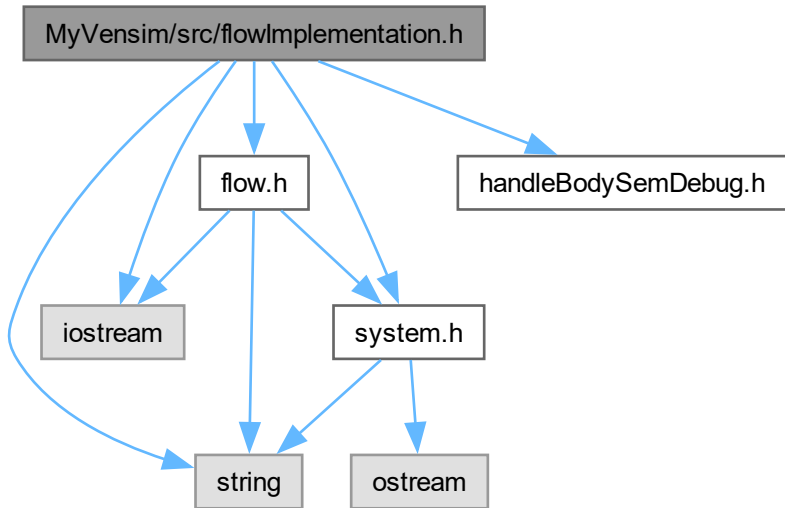 MyVensim/src/flowImplementation.h
flow.h
handleBodySemDebug.h
iostream
system.h
string
ostream